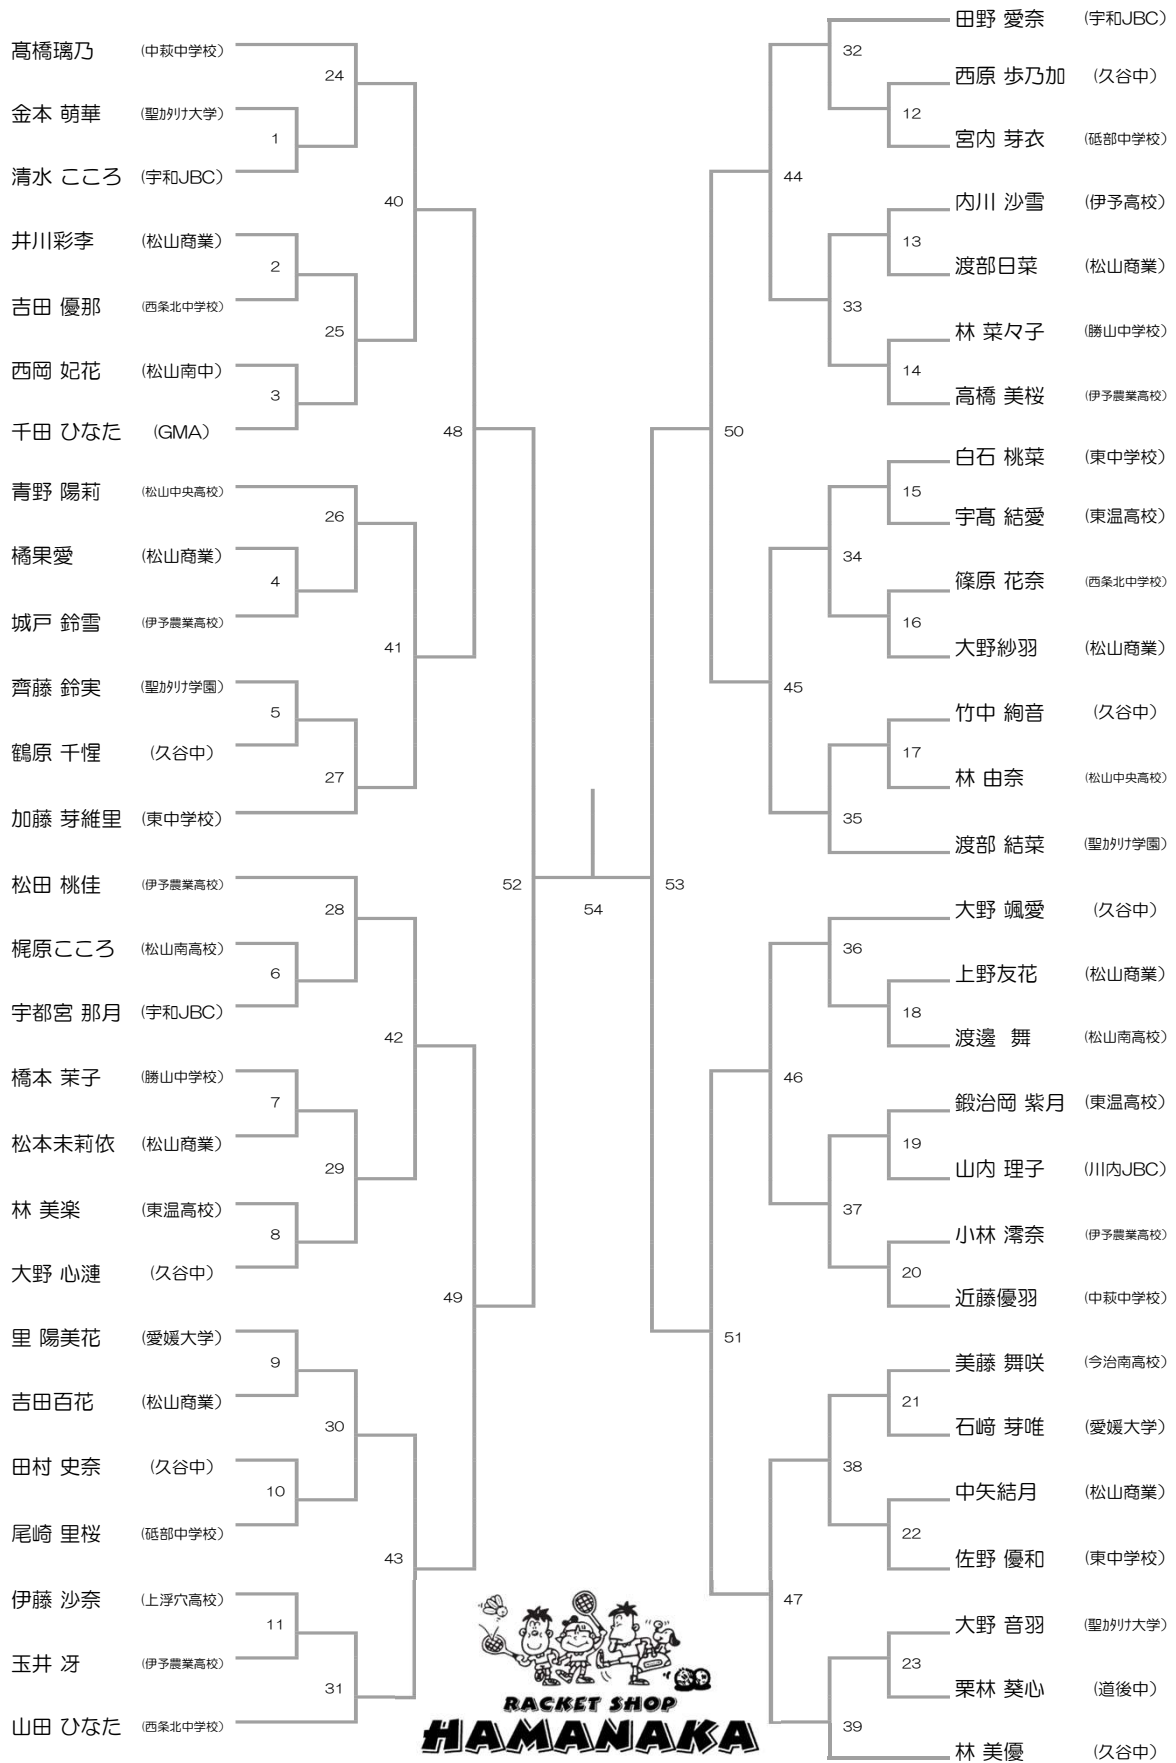 髙橋璃乃 (中萩中学校)
24
金本 萌華 (聖ｶﾀﾘﾅ大学)
1
清水 こころ (宇和JBC)
40
井川彩李 (松山商業)
2
吉田 優那 (西条北中学校)
25
西岡 妃花 (松山南中)
3
千田 ひなた (GMA)
48
青野 陽莉 (松山中央高校)
26
橘果愛 (松山商業)
4
城戸 鈴雪 (伊予農業高校)
41
齊藤 鈴実 (聖ｶﾀﾘﾅ学園)
5
鶴原 千惺 (久谷中)
27
加藤 芽維里 (東中学校)
52
松田 桃佳 (伊予農業高校)
28
梶原こころ (松山南高校)
6
宇都宮 那月 (宇和JBC)
42
橋本 茉子 (勝山中学校)
7
松本未莉依 (松山商業)
29
林 美楽 (東温高校)
8
大野 心漣 (久谷中)
49
里 陽美花 (愛媛大学)
9
吉田百花 (松山商業)
30
田村 史奈 (久谷中)
10
尾崎 里桜 (砥部中学校)
43
伊藤 沙奈 (上浮穴高校)
11
玉井 冴 (伊予農業高校)
31
山田 ひなた (西条北中学校)
54
田野 愛奈 (宇和JBC)
32
西原 歩乃加 (久谷中)
12
宮内 芽衣 (砥部中学校)
44
内川 沙雪 (伊予高校)
13
渡部日菜 (松山商業)
33
林 菜々子 (勝山中学校)
14
高橋 美桜 (伊予農業高校)
50
白石 桃菜 (東中学校)
15
宇髙 結愛 (東温高校)
34
篠原 花奈 (西条北中学校)
16
大野紗羽 (松山商業)
45
竹中 絢音 (久谷中)
17
林 由奈 (松山中央高校)
35
渡部 結菜 (聖ｶﾀﾘﾅ学園)
53
大野 颯愛 (久谷中)
36
上野友花 (松山商業)
18
渡邊 舞 (松山南高校)
46
鍛治岡 紫月 (東温高校)
19
山内 理子 (川内JBC)
37
小林 澪奈 (伊予農業高校)
20
近藤優羽 (中萩中学校)
51
美藤 舞咲 (今治南高校)
21
石﨑 芽唯 (愛媛大学)
38
中矢結月 (松山商業)
22
佐野 優和 (東中学校)
47
大野 音羽 (聖ｶﾀﾘﾅ大学)
23
栗林 葵心 (道後中)
39
林 美優 (久谷中)
RACKET SHOP
HAMANAKA